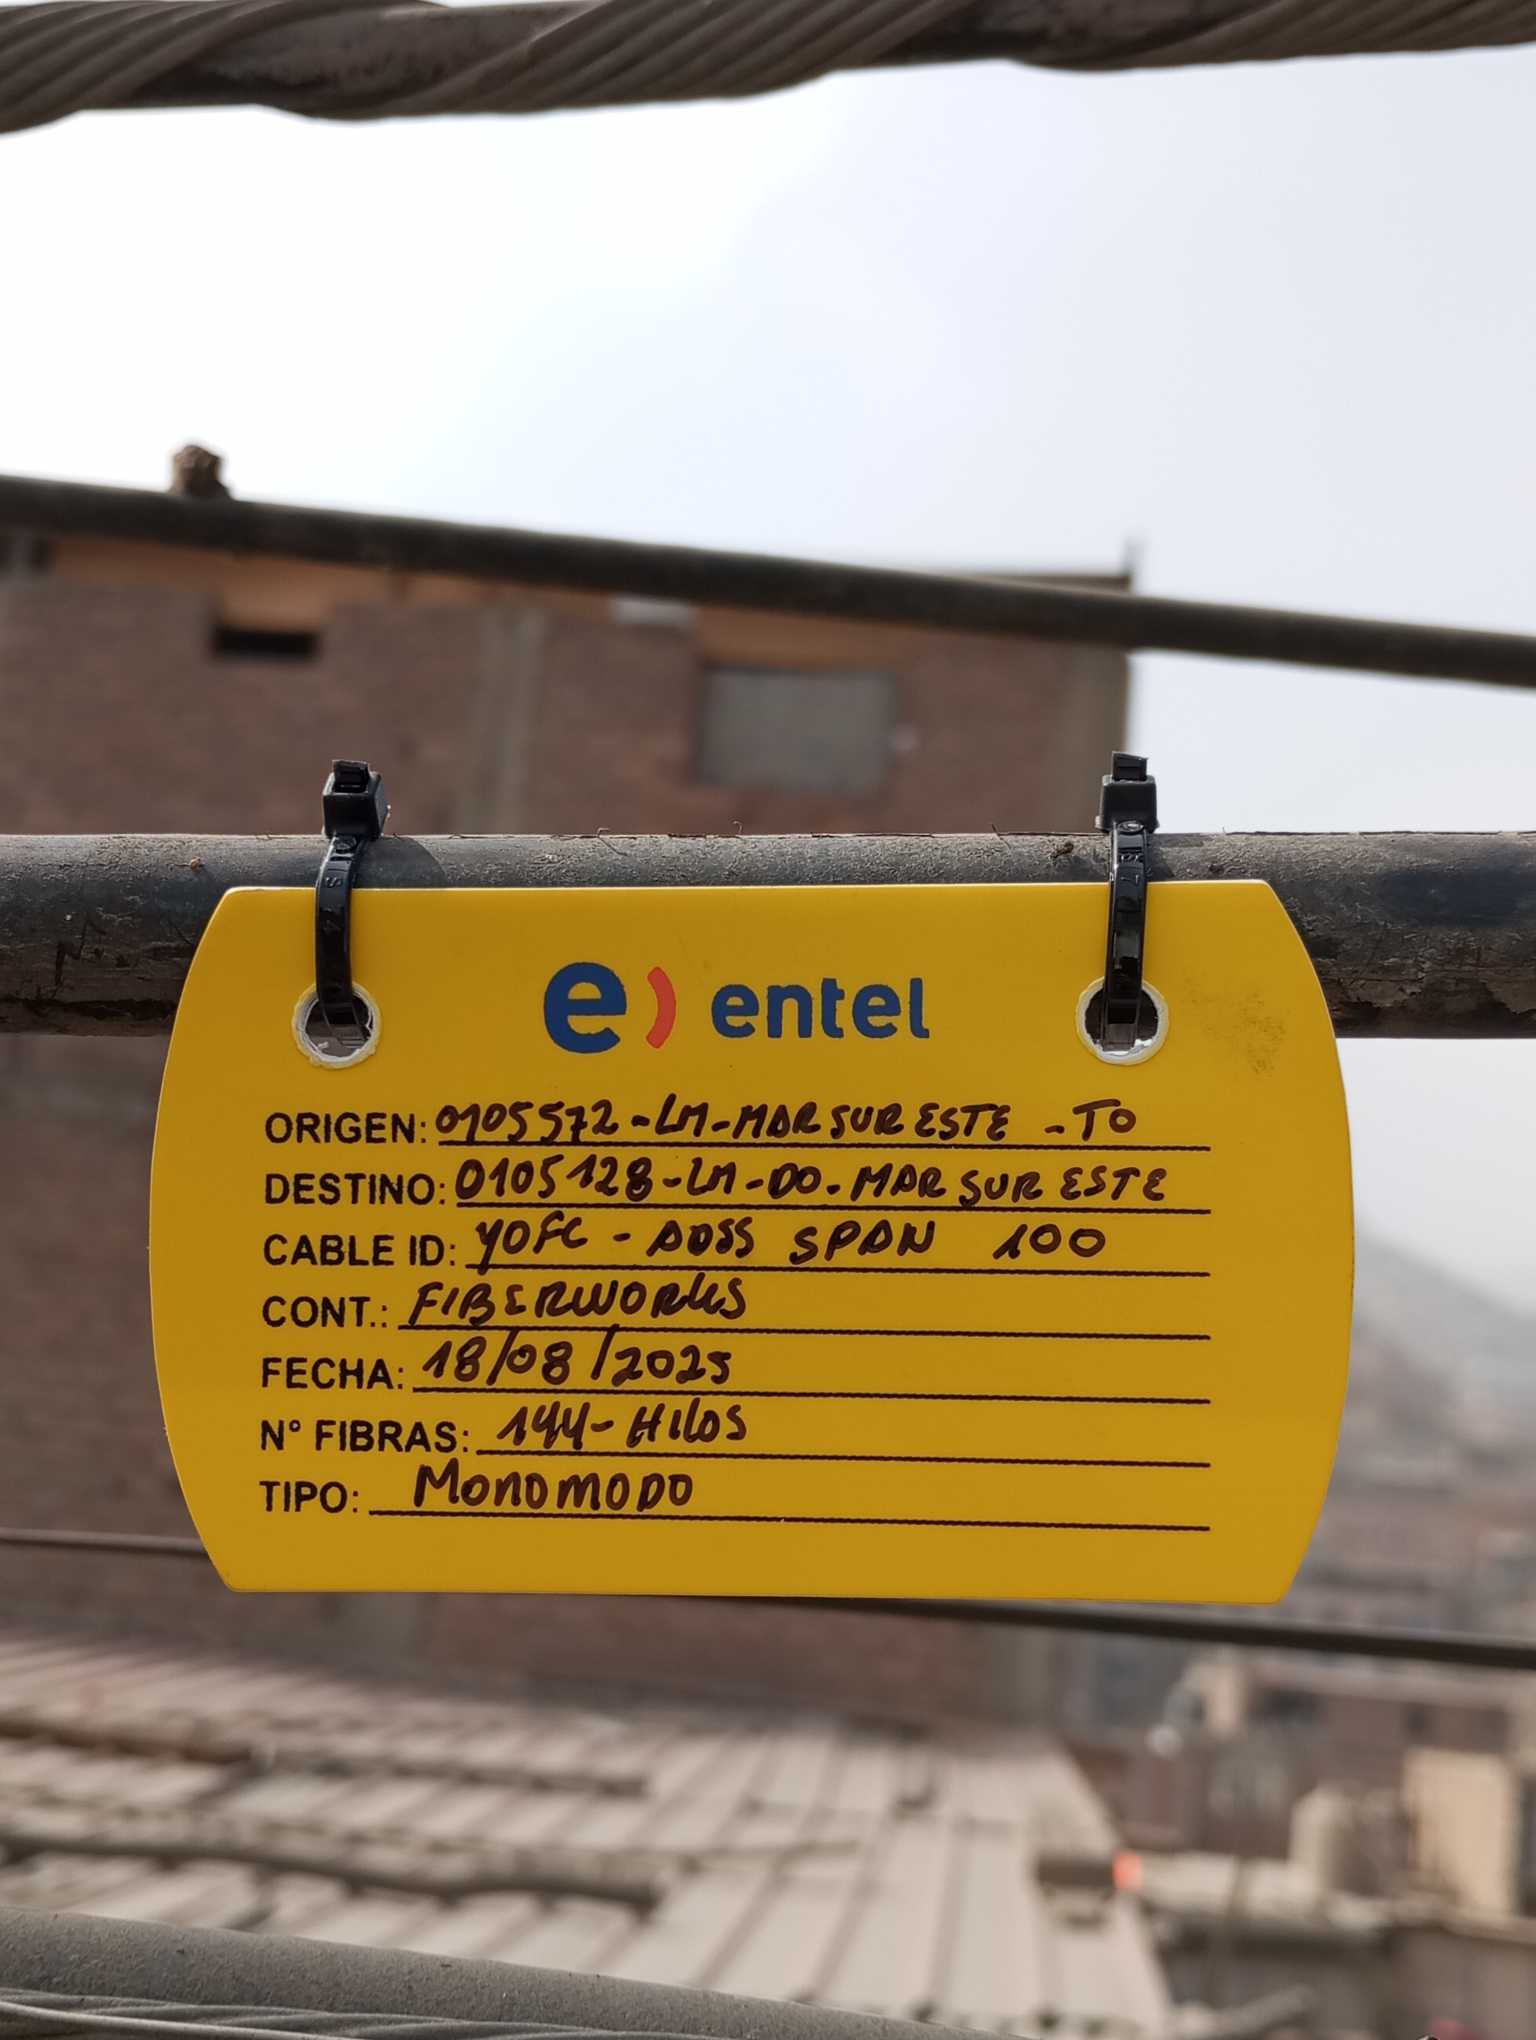 e) entel
ORIGEN: 0105572-LM-MAR SUR ESTE -TO
DESTINO: 0105128-LM-DO-MAR SUR ESTE
CABLE ID: YOFC - ADSS SPAN 100
CONT.: FIBERWORKS
FECHA: 18/08/2025
N° FIBRAS: 144-HILOS
TIPO: MONOMODO